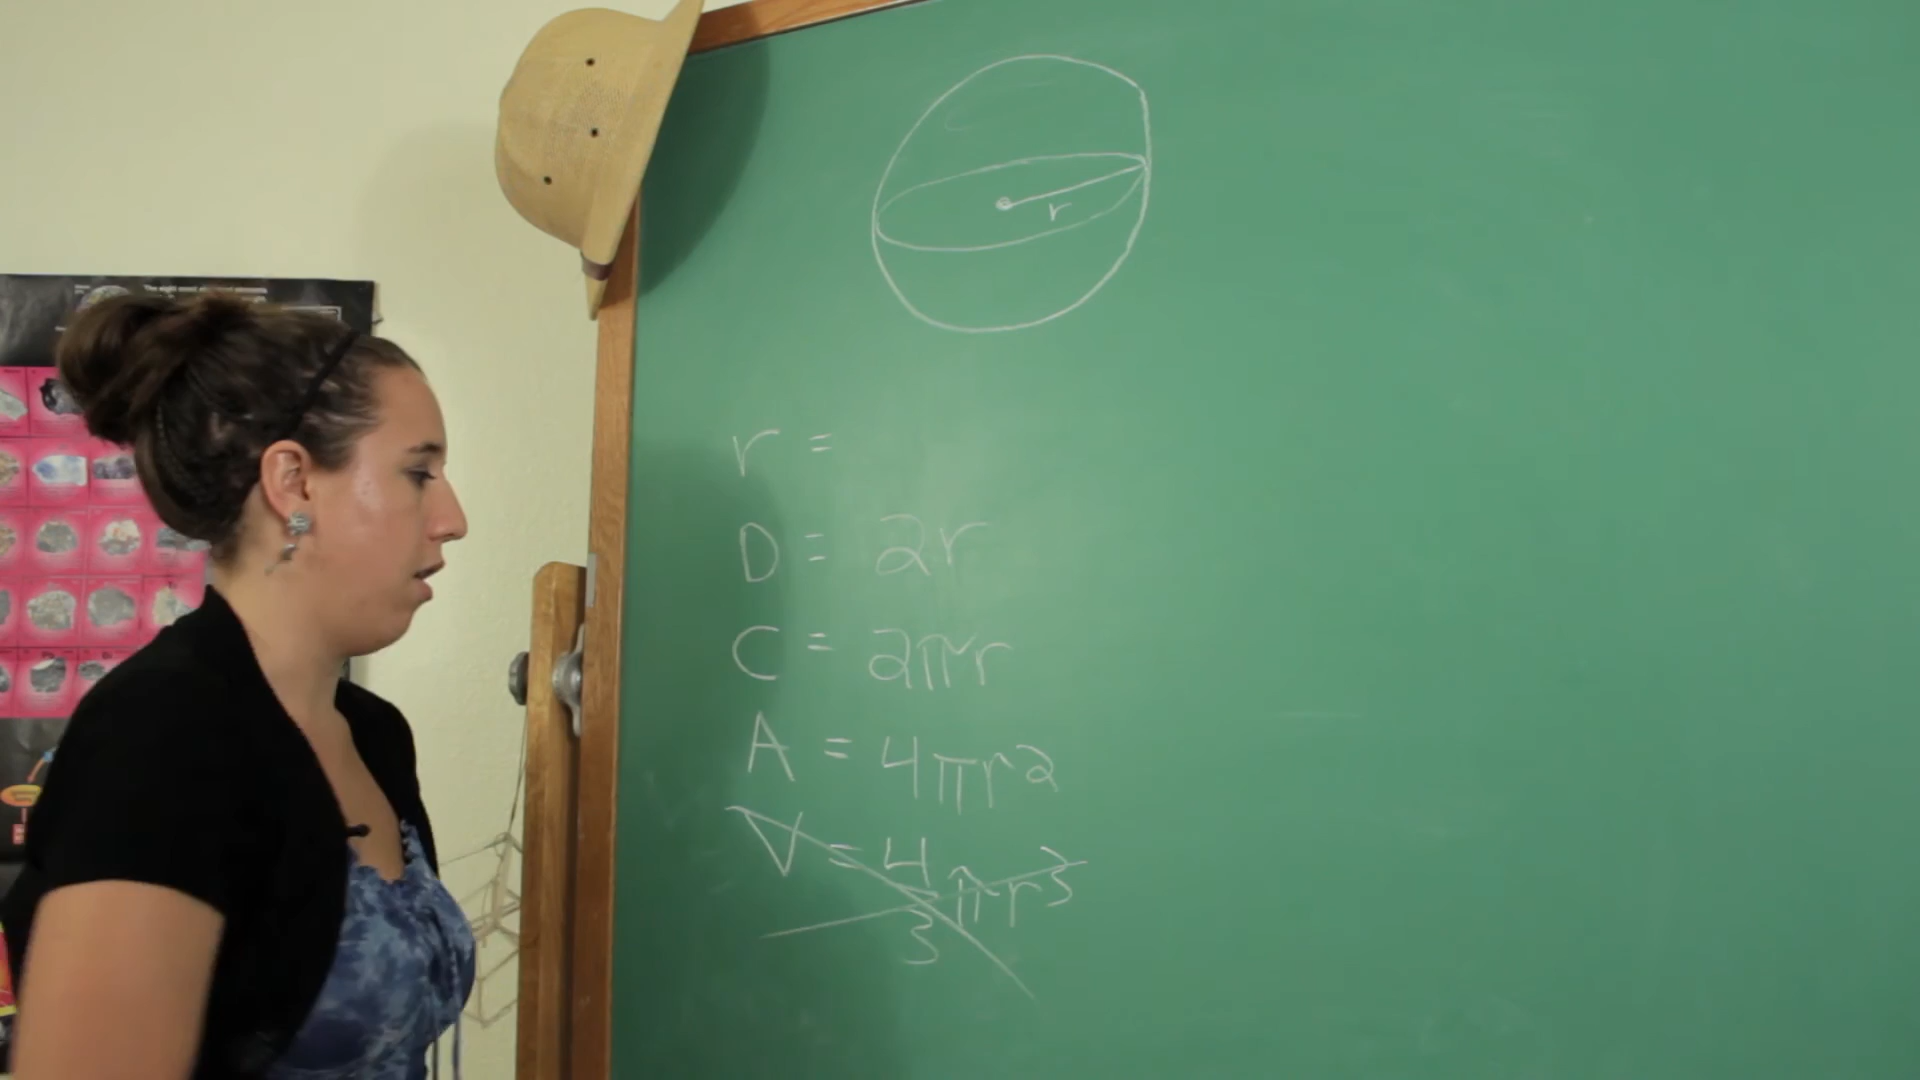 r
r =
D = 2r
C = 2πr
A = 4πr²
V = 4/3 πr³